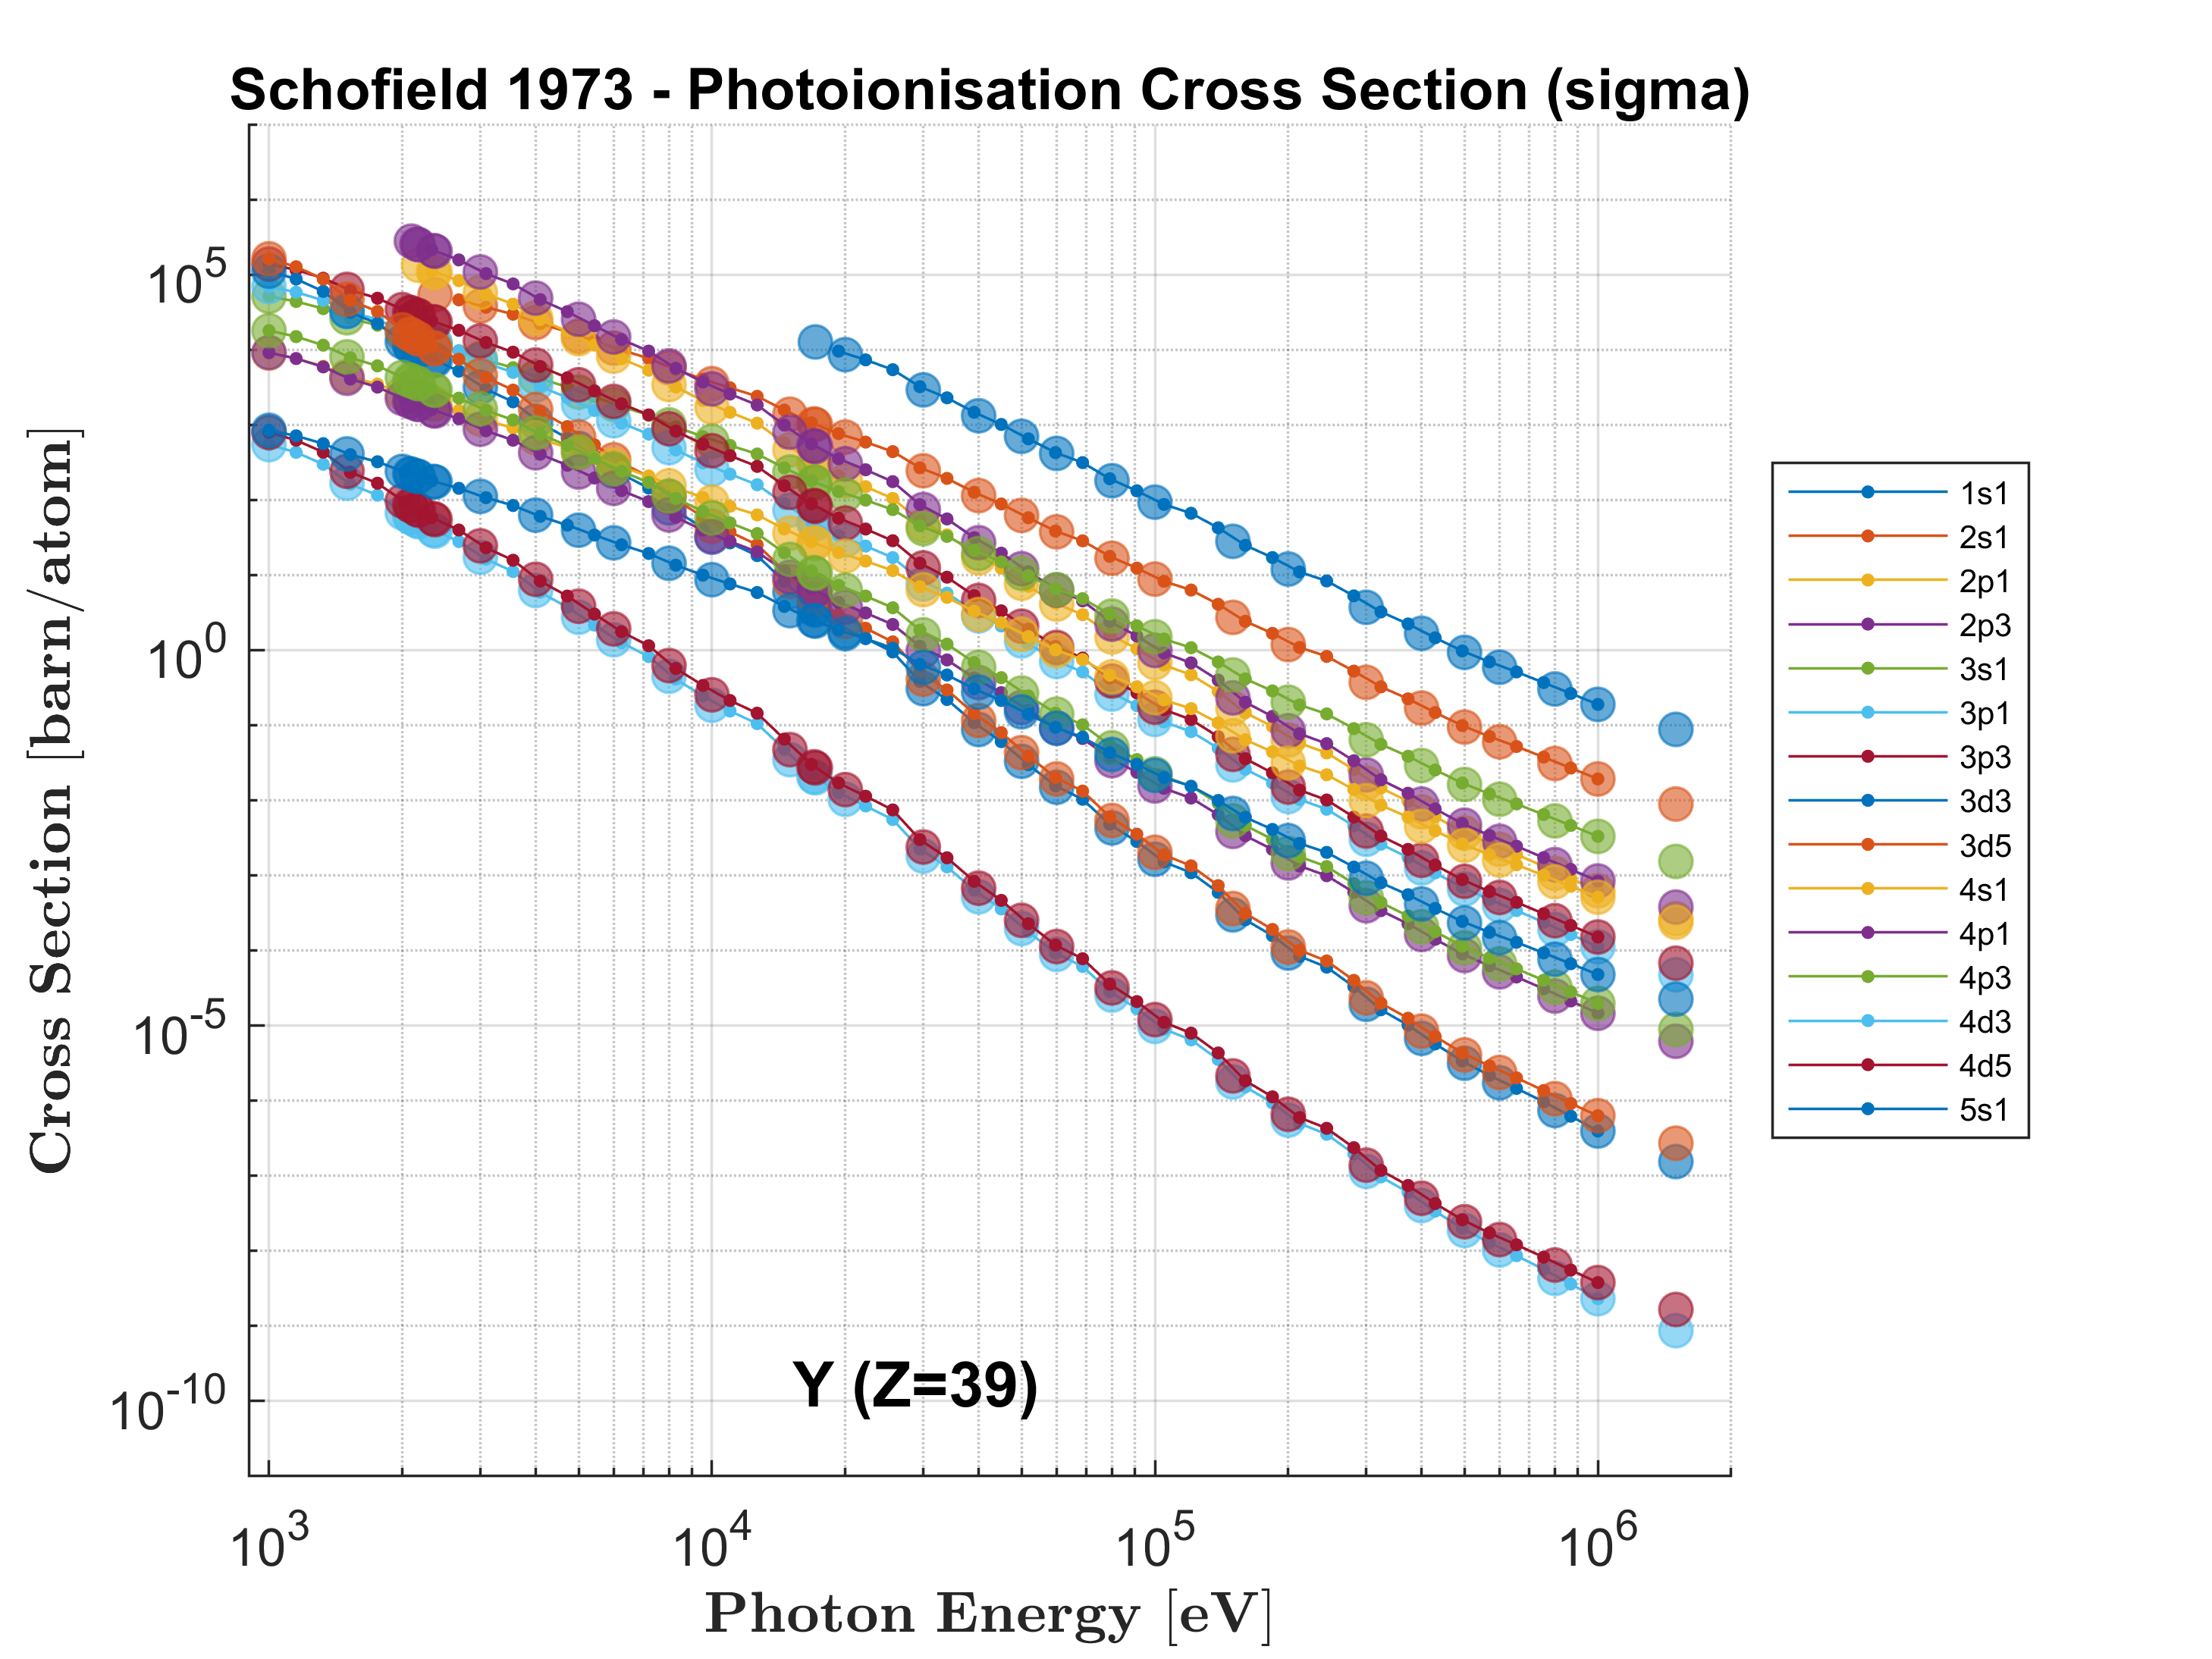 Schofield 1973 - Photoionisation Cross Section (sigma)
Cross Section [barn/atom]
10^5
10^0
10^-5
10^-10
Y (Z=39)
10^3 10^4 10^5 10^6
Photon Energy [eV]
1s1
2s1
2p1
2p3
3s1
3p1
3p3
3d3
3d5
4s1
4p1
4p3
4d3
4d5
5s1